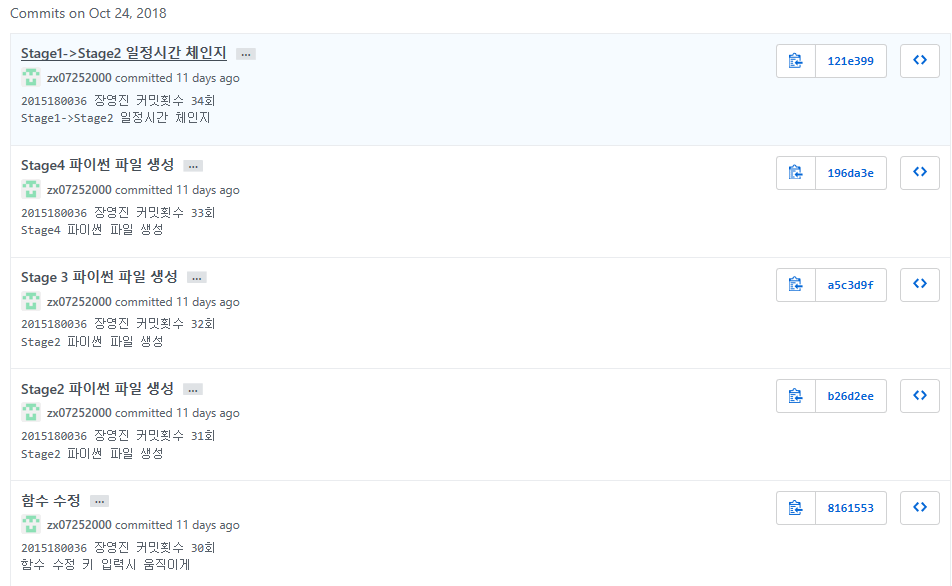 Commits on Oct 24, 2018
Stage1->Stage2 일정시간 체인지 ...
121e399
zx07252000 committed 11 days ago
2015180036 장영진 커밋횟수 34회
Stage1->Stage2 일정시간 체인지
Stage4 파이썬 파일 생성 ...
196da3e
zx07252000 committed 11 days ago
2015180036 장영진 커밋횟수 33회
Stage4 파이썬 파일 생성
Stage 3 파이썬 파일 생성 ...
a5c3d9f
zx07252000 committed 11 days ago
2015180036 장영진 커밋횟수 32회
Stage2 파이썬 파일 생성
Stage2 파이썬 파일 생성 ...
b26d2ee
zx07252000 committed 11 days ago
2015180036 장영진 커밋횟수 31회
Stage2 파이썬 파일 생성
함수 수정 ...
8161553
zx07252000 committed 11 days ago
2015180036 장영진 커밋횟수 30회
함수 수정 키 입력시 움직이게